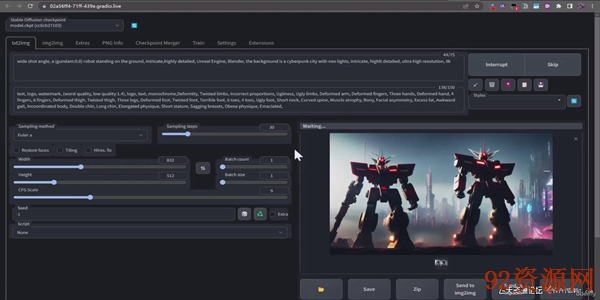 02a56ff4-71ff-439e.gradio.live
Stable Diffusion checkpoint
model.ckpt [cc6cb27103]
txt2img
img2img
Extras
PNG Info
Checkpoint Merger
Train
Settings
Extensions
44/75
wide shot angle, a (gundam:0.8) robot standing on the ground, intricate,highly detailed, Unreal Engine, Blender, the background is a cyberpunk city with neo lights, intricate, highlt detailed, ultra high resolution, 8k
138/150
text, logo, watermark, (worst quality, low quality:1.4), logo, text, monochrome,Deformity, Twisted limbs, Incorrect proportions, Ugliness, Ugly limbs, Deformed arm, Deformed fingers, Three hands, Deformed hand, 4
fingers, 6 fingers, Deformed thigh, Twisted thigh, Three legs, Deformed foot, Twisted foot, Terrible foot, 6 toes, 4 toes, Ugly foot, Short neck, Curved spine, Muscle atrophy, Bony, Facial asymmetry, Excess fat, Awkward
gait, Incoordinated body, Double chin, Long chin, Elongated physique, Short stature, Sagging breasts, Obese physique, Emaciated,
Interrupt
Skip
Styles
Sampling method
Euler a
Sampling steps
30
Restore faces
Tiling
Hires. fix
Width
832
Batch count
1
Height
512
Batch size
1
CFG Scale
9
Seed
-1
Extra
Script
None
Waiting...
Save
Zip
Send to
img2img
92资源网